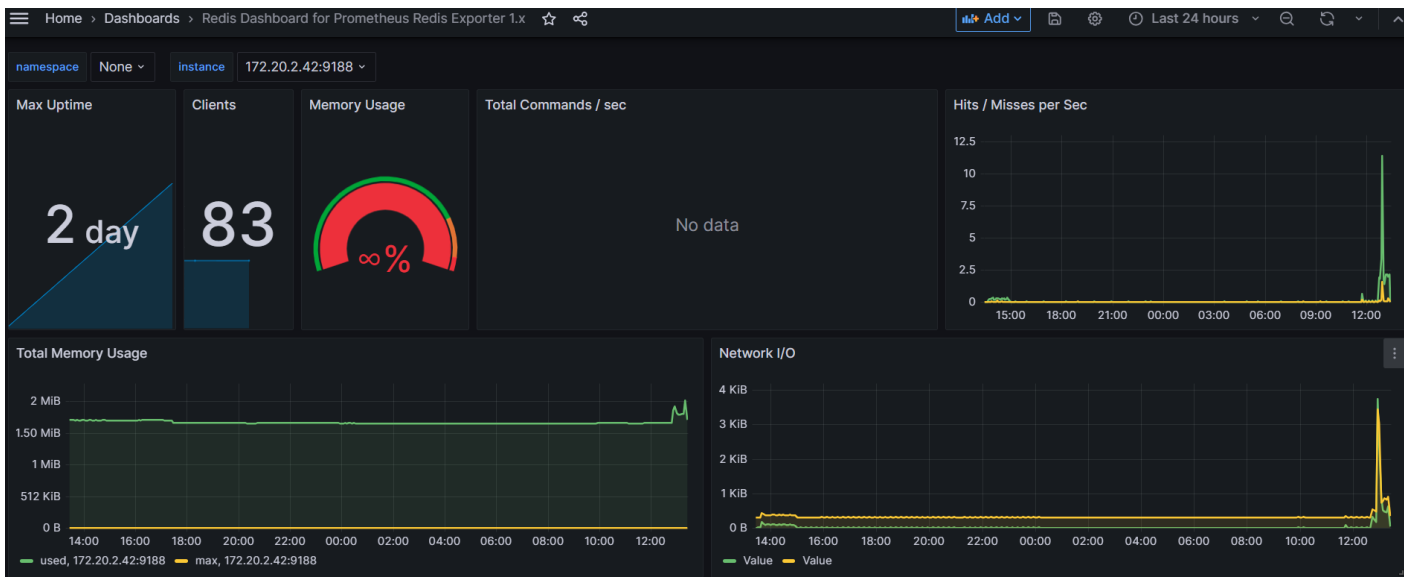 Home › Dashboards › Redis Dashboard for Prometheus Redis Exporter 1.x
Add
Last 24 hours
namespace None instance 172.20.2.42:9188
Max Uptime
2 day
Clients
83
Memory Usage
∞%
Total Commands / sec
No data
Hits / Misses per Sec
12.5
10
7.5
5
2.5
0
15:00 18:00 21:00 00:00 03:00 06:00 09:00 12:00
Total Memory Usage
2 MiB
1.50 MiB
1 MiB
512 KiB
0 B
14:00 16:00 18:00 20:00 22:00 00:00 02:00 04:00 06:00 08:00 10:00 12:00
used, 172.20.2.42:9188 max, 172.20.2.42:9188
Network I/O
4 KiB
3 KiB
2 KiB
1 KiB
0 B
14:00 16:00 18:00 20:00 22:00 00:00 02:00 04:00 06:00 08:00 10:00 12:00
Value Value